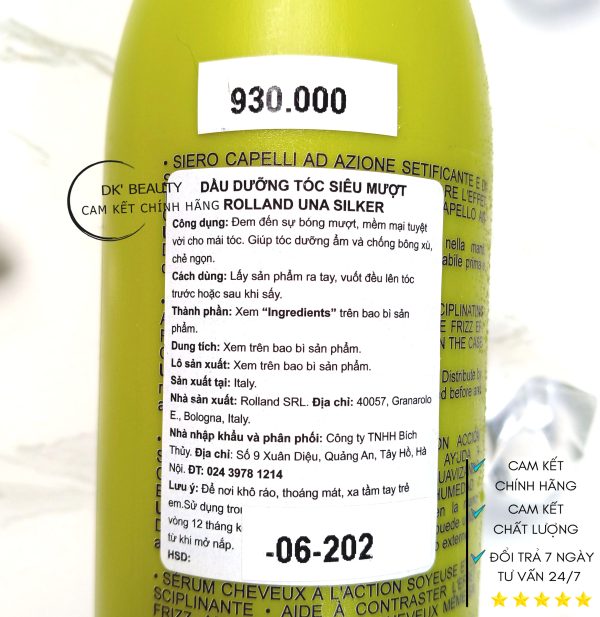 930.000
• SIERO CAPELLI AD AZIONE SETIFICANTE E
DK' BEAUTY
CAM KẾT CHÍNH HÃNG
DẦU DƯỠNG TÓC SIÊU MƯỢT
ROLLAND UNA SILKER
Công dụng: Đem đến sự bóng mượt, mềm mại tuyệt
vời cho mái tóc. Giúp tóc dưỡng ẩm và chống bông xù,
chẻ ngọn.
Cách dùng: Lấy sản phẩm ra tay, vuốt đều lên tóc
trước hoặc sau khi sấy.
Thành phần: Xem “Ingredients” trên bao bì sản
phẩm.
Dung tích: Xem trên bao bì sản phẩm.
Lô sản xuất: Xem trên bao bì sản phẩm.
Sản xuất tại: Italy.
Nhà sản xuất: Rolland SRL. Địa chỉ: 40057, Granarolo
E., Bologna, Italy.
Nhà nhập khẩu và phân phối: Công ty TNHH Bích
Thủy. Địa chỉ: Số 9 Xuân Diệu, Quảng An, Tây Hồ, Hà
Nội. ĐT: 024 3978 1214
Lưu ý: Để nơi khô ráo, thoáng mát, xa tầm tay trẻ
em.Sử dụng
vòng 12 tháng
từ khi mở nắp.
HSD:
-06-202
CAM KẾT
CHÍNH HÃNG
CAM KẾT
CHẤT LƯỢNG
ĐỔI TRẢ 7 NGÀY
TƯ VẤN 24/7
• SÉRUM CHEVEUX A L'ACTION SOYEUSE
SCIPLINANTE • AIDE À CONTRASTER